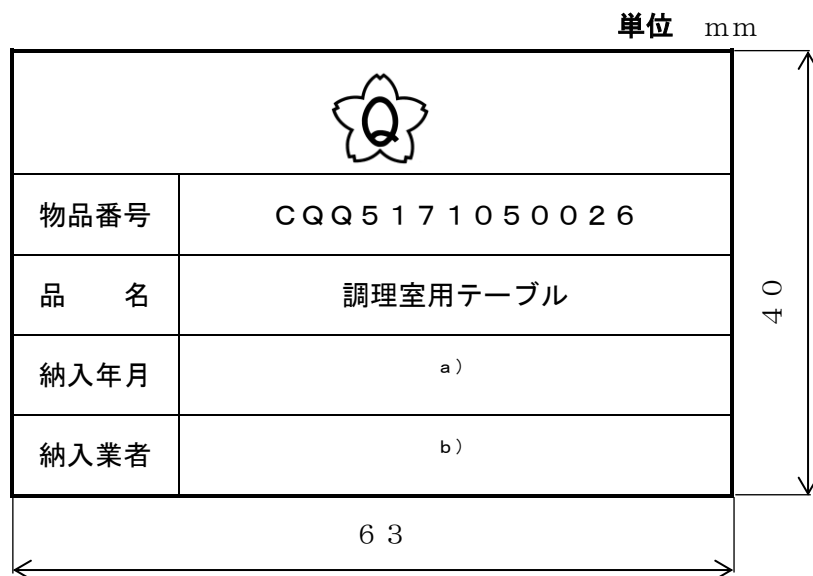 単位　ｍｍ
Q
物品番号　ＣＱＱ５１７１０５００２６
品　　名　調理室用テーブル
納入年月　ａ）
納入業者　ｂ）
４０
６３